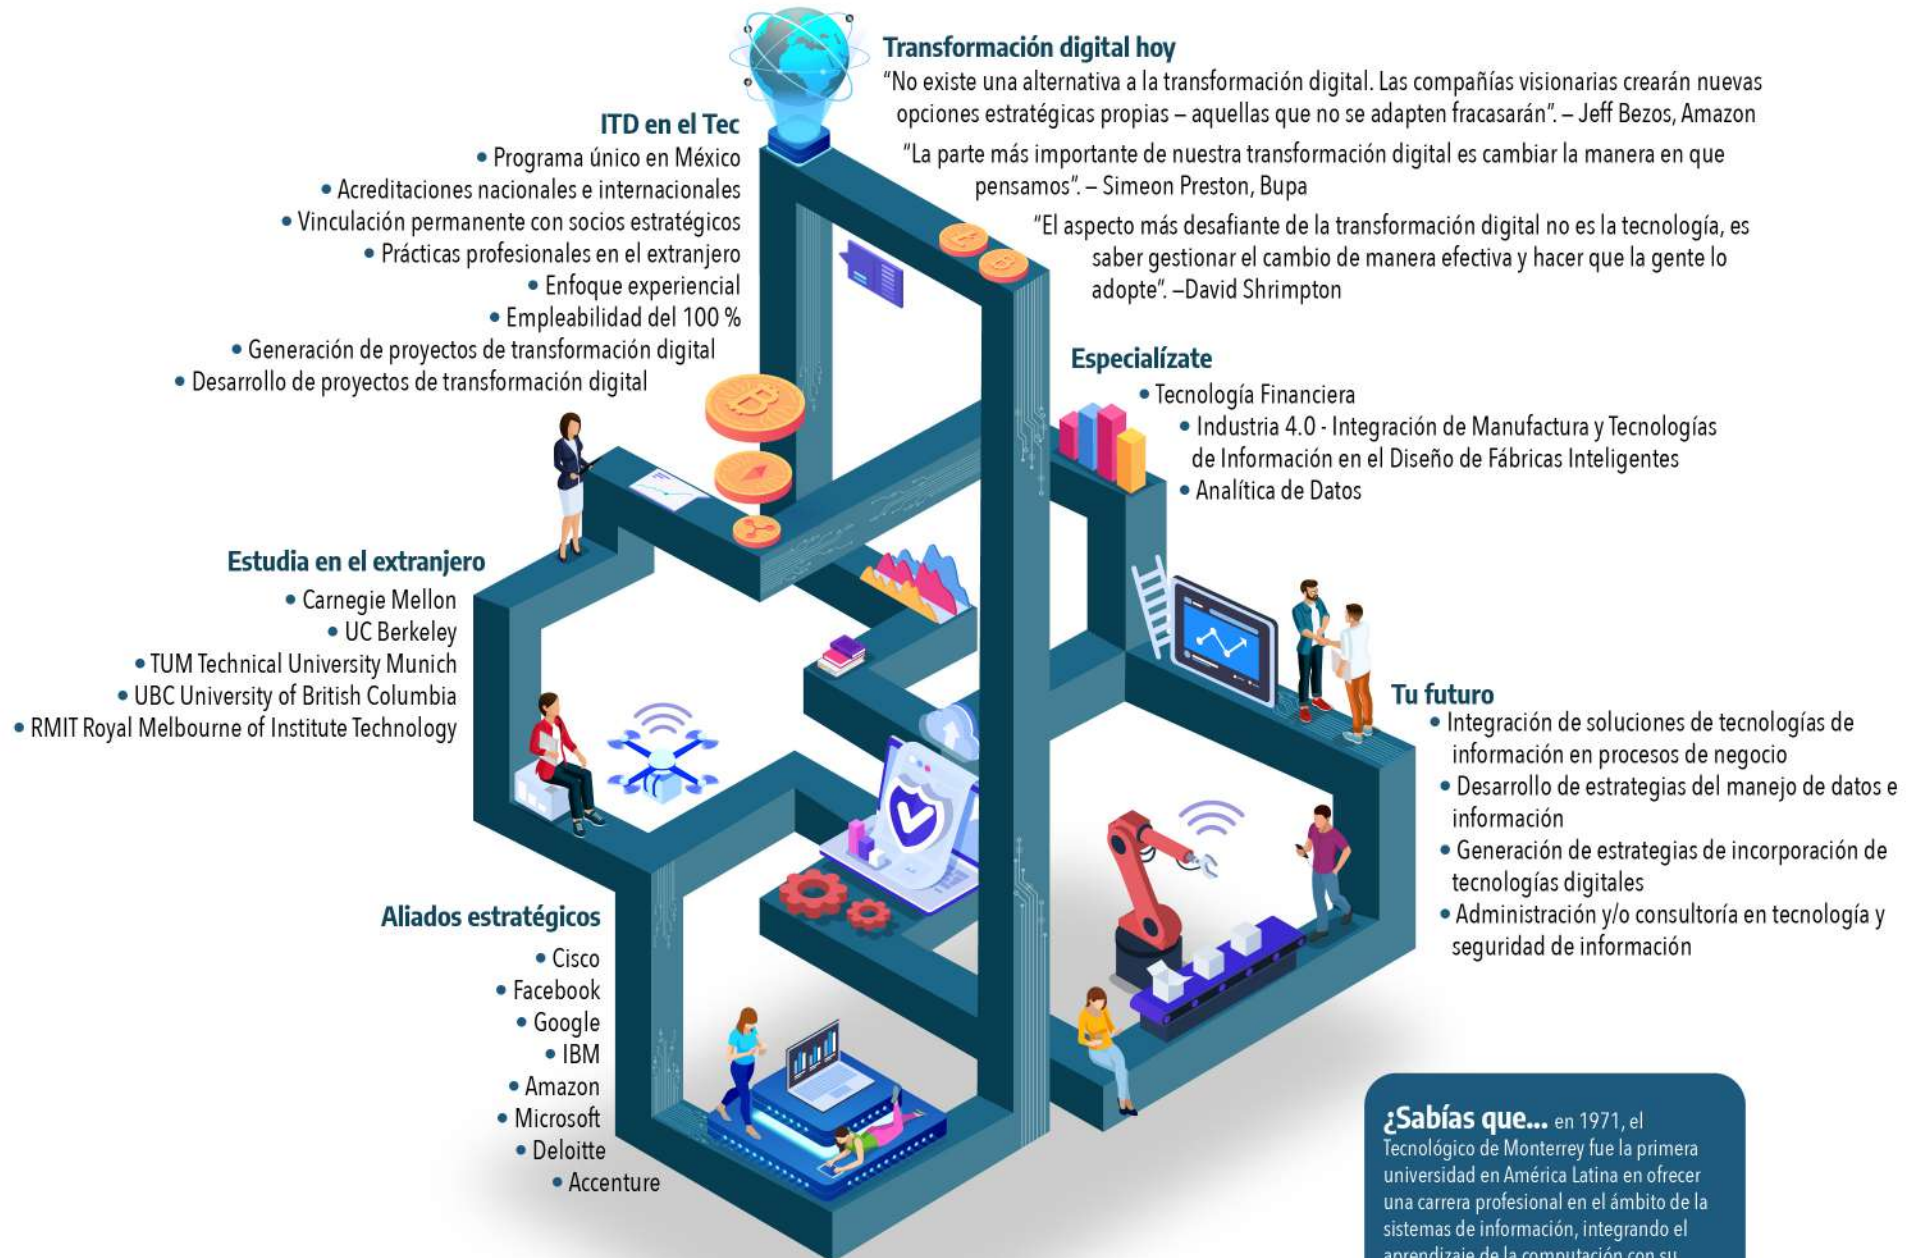 Transformación digital hoy
“No existe una alternativa a la transformación digital. Las compañías visionarias crearán nuevas
opciones estratégicas propias – aquellas que no se adapten fracasarán”. – Jeff Bezos, Amazon
“La parte más importante de nuestra transformación digital es cambiar la manera en que
pensamos”. – Simeon Preston, Bupa
“El aspecto más desafiante de la transformación digital no es la tecnología, es
saber gestionar el cambio de manera efectiva y hacer que la gente lo
adopte”. –David Shrimpton
ITD en el Tec
• Programa único en México
• Acreditaciones nacionales e internacionales
• Vinculación permanente con socios estratégicos
• Prácticas profesionales en el extranjero
• Enfoque experiencial
• Empleabilidad del 100 %
• Generación de proyectos de transformación digital
• Desarrollo de proyectos de transformación digital
Especialízate
• Tecnología Financiera
• Industria 4.0 - Integración de Manufactura y Tecnologías
de Información en el Diseño de Fábricas Inteligentes
• Analítica de Datos
Estudia en el extranjero
• Carnegie Mellon
• UC Berkeley
• TUM Technical University Munich
• UBC University of British Columbia
• RMIT Royal Melbourne of Institute Technology
Tu futuro
• Integración de soluciones de tecnologías de
información en procesos de negocio
• Desarrollo de estrategias del manejo de datos e
información
• Generación de estrategias de incorporación de
tecnologías digitales
• Administración y/o consultoría en tecnología y
seguridad de información
Aliados estratégicos
• Cisco
• Facebook
• Google
• IBM
• Amazon
• Microsoft
• Deloitte
• Accenture
¿Sabías que... en 1971, el
Tecnológico de Monterrey fue la primera
universidad en América Latina en ofrecer
una carrera profesional en el ámbito de la
sistemas de información, integrando el
aprendizaje de la computación con su